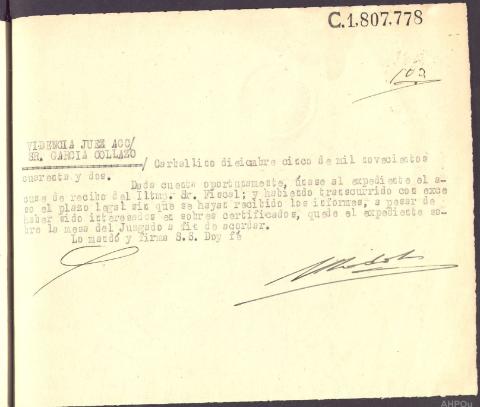 C.1,807.778
103
VIDENCIA JUEZ ACC/
SR. GARCIA COLLAZO
/ Carballino diciembre cinco de mil novecientos
cuarenta y dos.
Dada cuenta oportunamente, únase al expediente el a-
cuse de recibo del Iltmo. Sr. Fiscal; y habiendo transcurrido con exce
so el plazo legal sin que se hayan recibido los informes, a pesar de
haber sido interesados en sobres certificados, quede el expediente so-
bre la mesa del Juzgado a fin de acordar.
Lo mandó y firma S.S. Doy fé
AHPOu